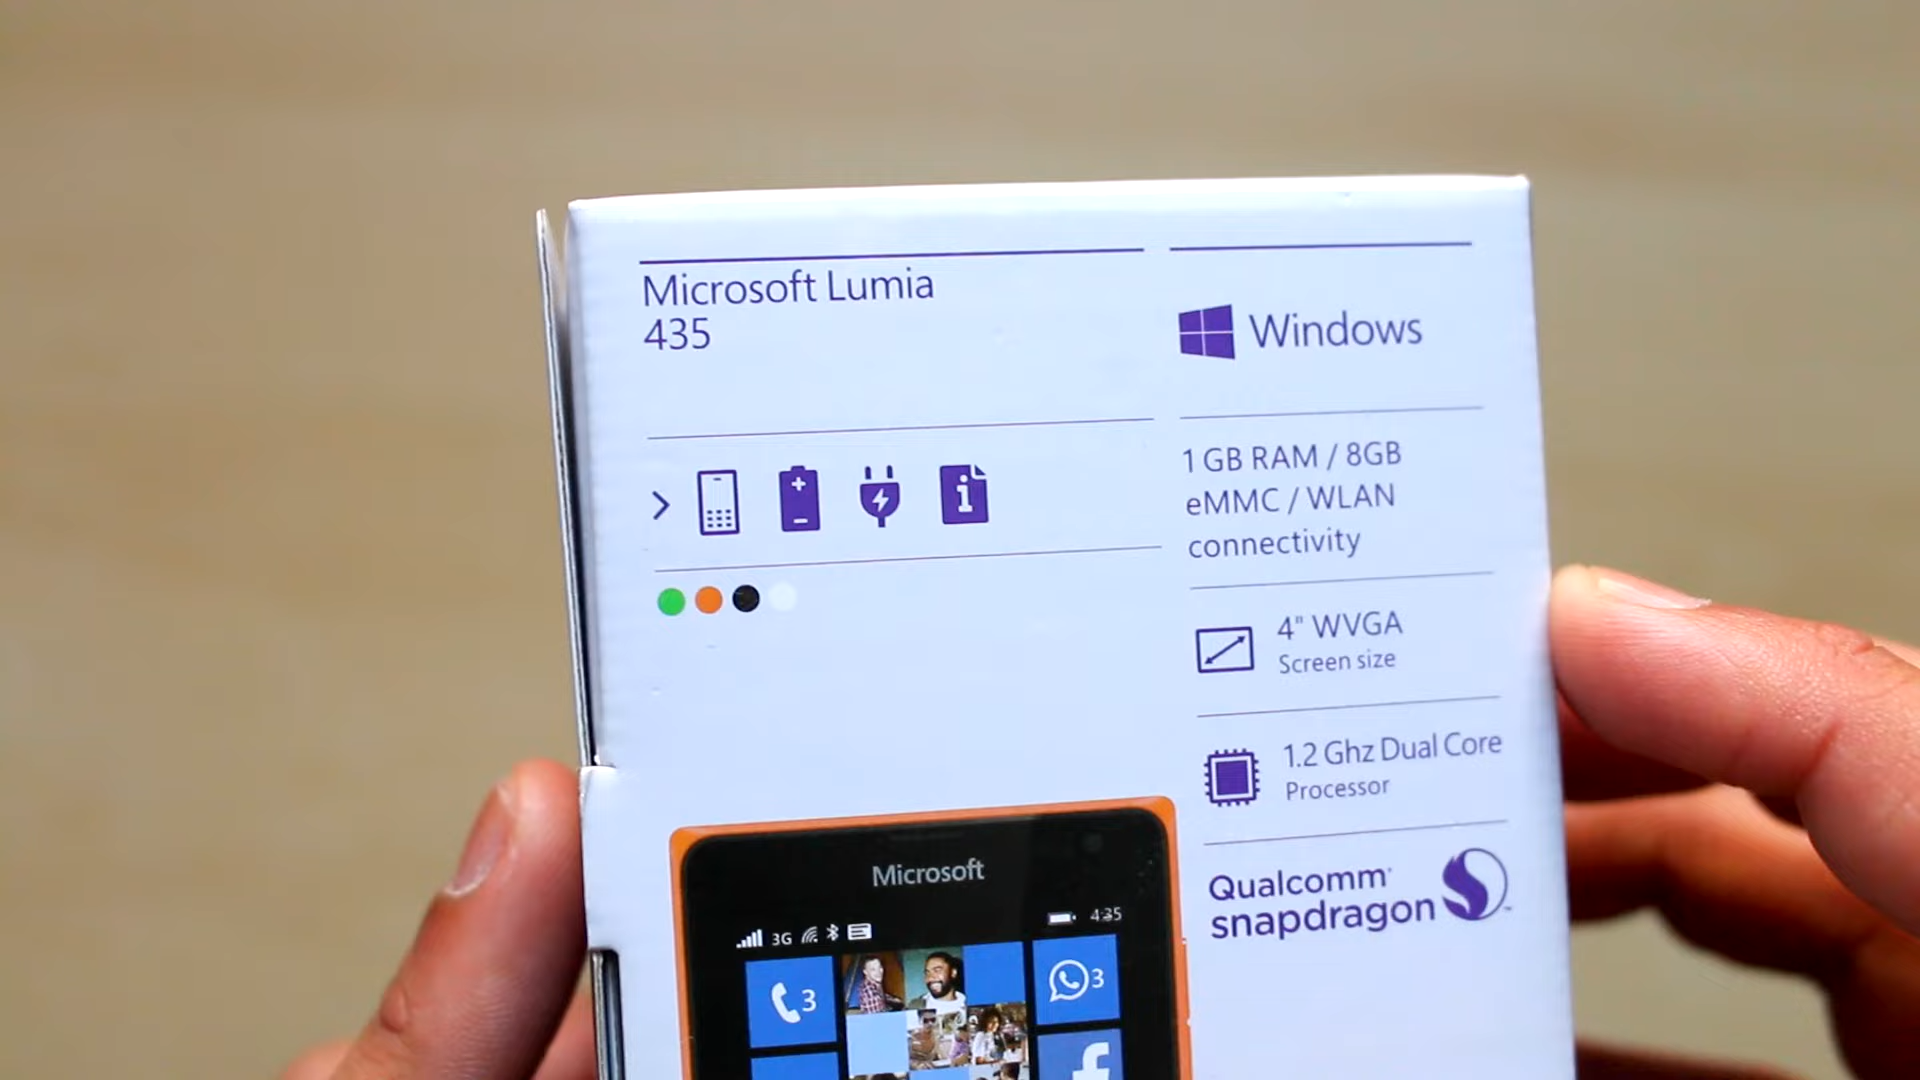 Microsoft Lumia
435
Windows
1 GB RAM / 8GB
eMMC / WLAN
connectivity
4" WVGA
Screen size
1.2 Ghz Dual Core
Processor
Qualcomm
snapdragon
Microsoft
3G
4:35
3
3